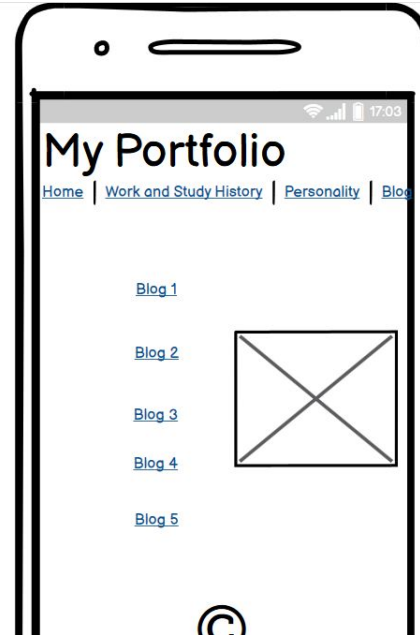 17:03
My Portfolio
Home | Work and Study History | Personality | Blog
Blog 1
Blog 2
Blog 3
Blog 4
Blog 5
©